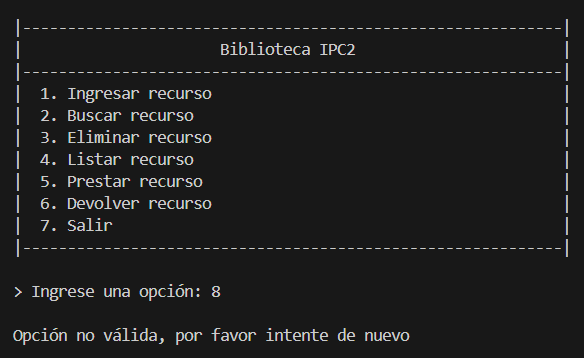 |------------------------------------------------------------|
|                      Biblioteca IPC2                       |
|------------------------------------------------------------|
|  1. Ingresar recurso                                       |
|  2. Buscar recurso                                         |
|  3. Eliminar recurso                                       |
|  4. Listar recurso                                         |
|  5. Prestar recurso                                        |
|  6. Devolver recurso                                       |
|  7. Salir                                                  |
|------------------------------------------------------------|
> Ingrese una opción: 8
Opción no válida, por favor intente de nuevo